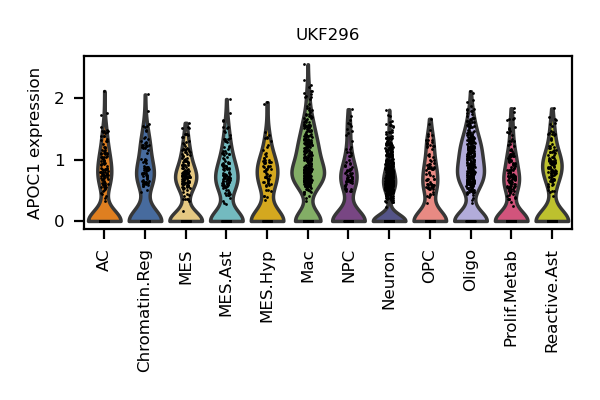 UKF296
APOC1 expression
2
1
0
AC
Chromatin.Reg
MES
MES.Ast
MES.Hyp
Mac
NPC
Neuron
OPC
Oligo
Prolif.Metab
Reactive.Ast